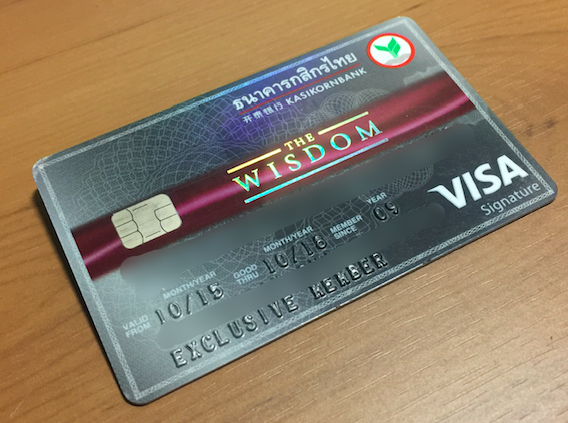 ธนาคารกสิกรไทย
开泰银行 KASIKORNBANK
THE
WISDOM
VISA
Signature
MONTH/YEAR MONTH/YEAR YEAR
VALID FROM 10/15 GOOD THRU 10/16 MEMBER SINCE 09
EXCLUSIVE MEMBER